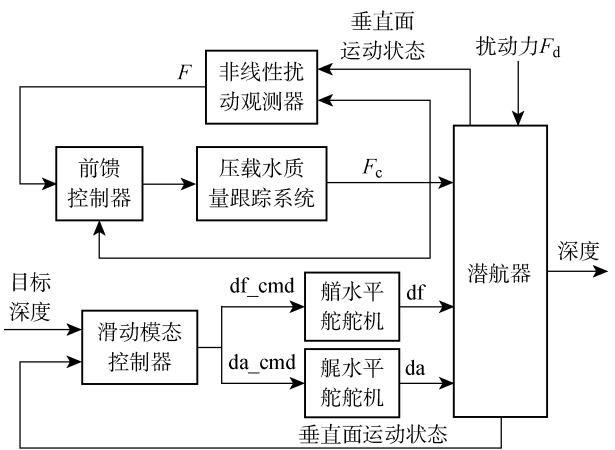 垂直面
运动状态
扰动力Fd
F
非线性扰
动观测器
前馈
控制器
压载水质
量跟踪系统
Fc
潜航器
深度
目标
深度
滑动模态
控制器
df_cmd
艏水平
舵舵机
df
da_cmd
艉水平
舵舵机
da
垂直面运动状态